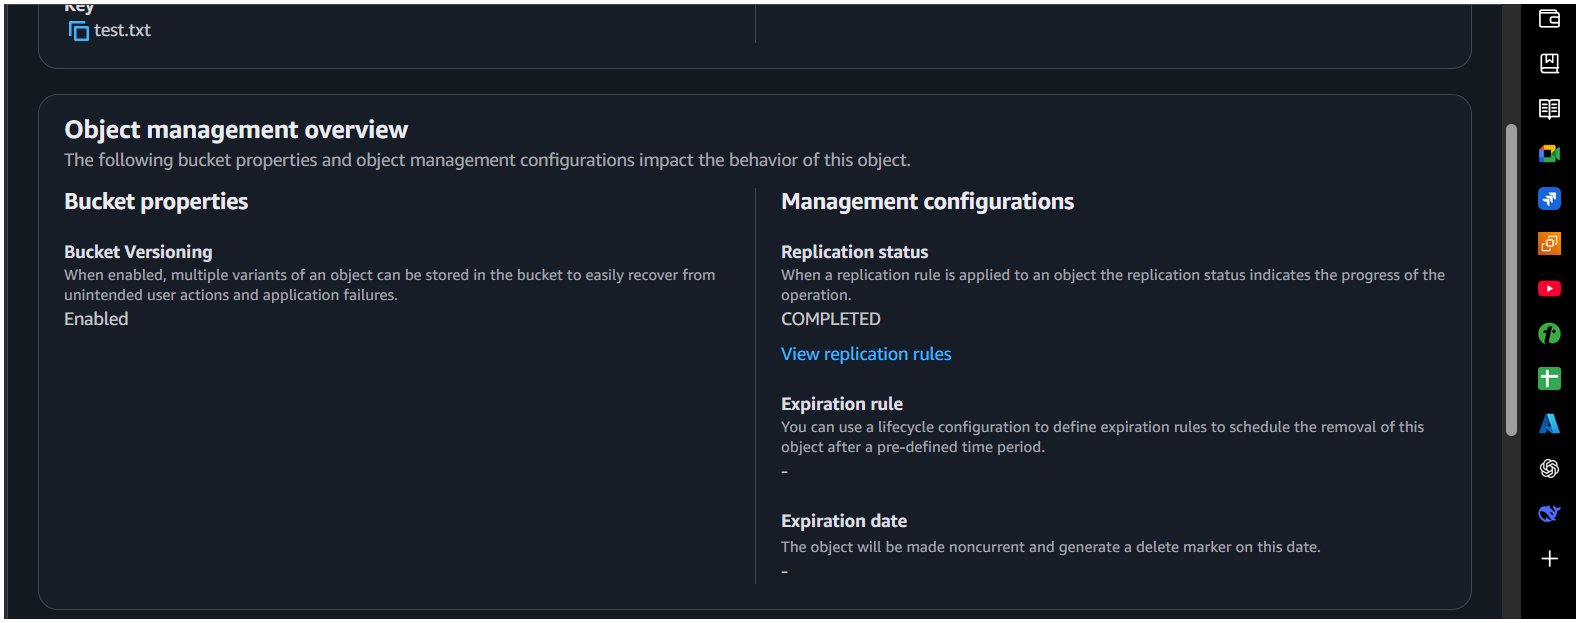 Key
test.txt
Object management overview
The following bucket properties and object management configurations impact the behavior of this object.
Bucket properties
Bucket Versioning
When enabled, multiple variants of an object can be stored in the bucket to easily recover from
unintended user actions and application failures.
Enabled
Management configurations
Replication status
When a replication rule is applied to an object the replication status indicates the progress of the
operation.
COMPLETED
View replication rules
Expiration rule
You can use a lifecycle configuration to define expiration rules to schedule the removal of this
object after a pre-defined time period.
-
Expiration date
The object will be made noncurrent and generate a delete marker on this date.
-